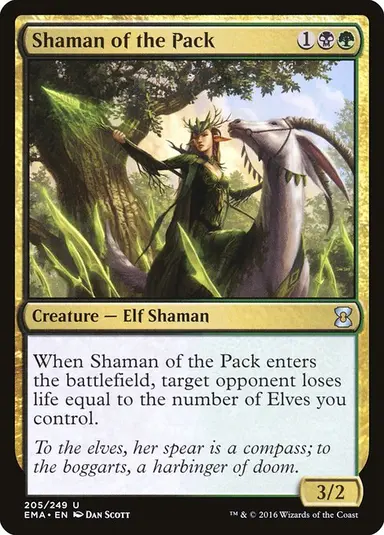 Shaman of the Pack 1
Creature — Elf Shaman
When Shaman of the Pack enters
the battlefield, target opponent loses
life equal to the number of Elves you
control.
To the elves, her spear is a compass; to
the boggarts, a harbinger of doom.
3/2
205/249 U
EMA • EN DAN SCOTT
™ & © 2016 Wizards of the Coast